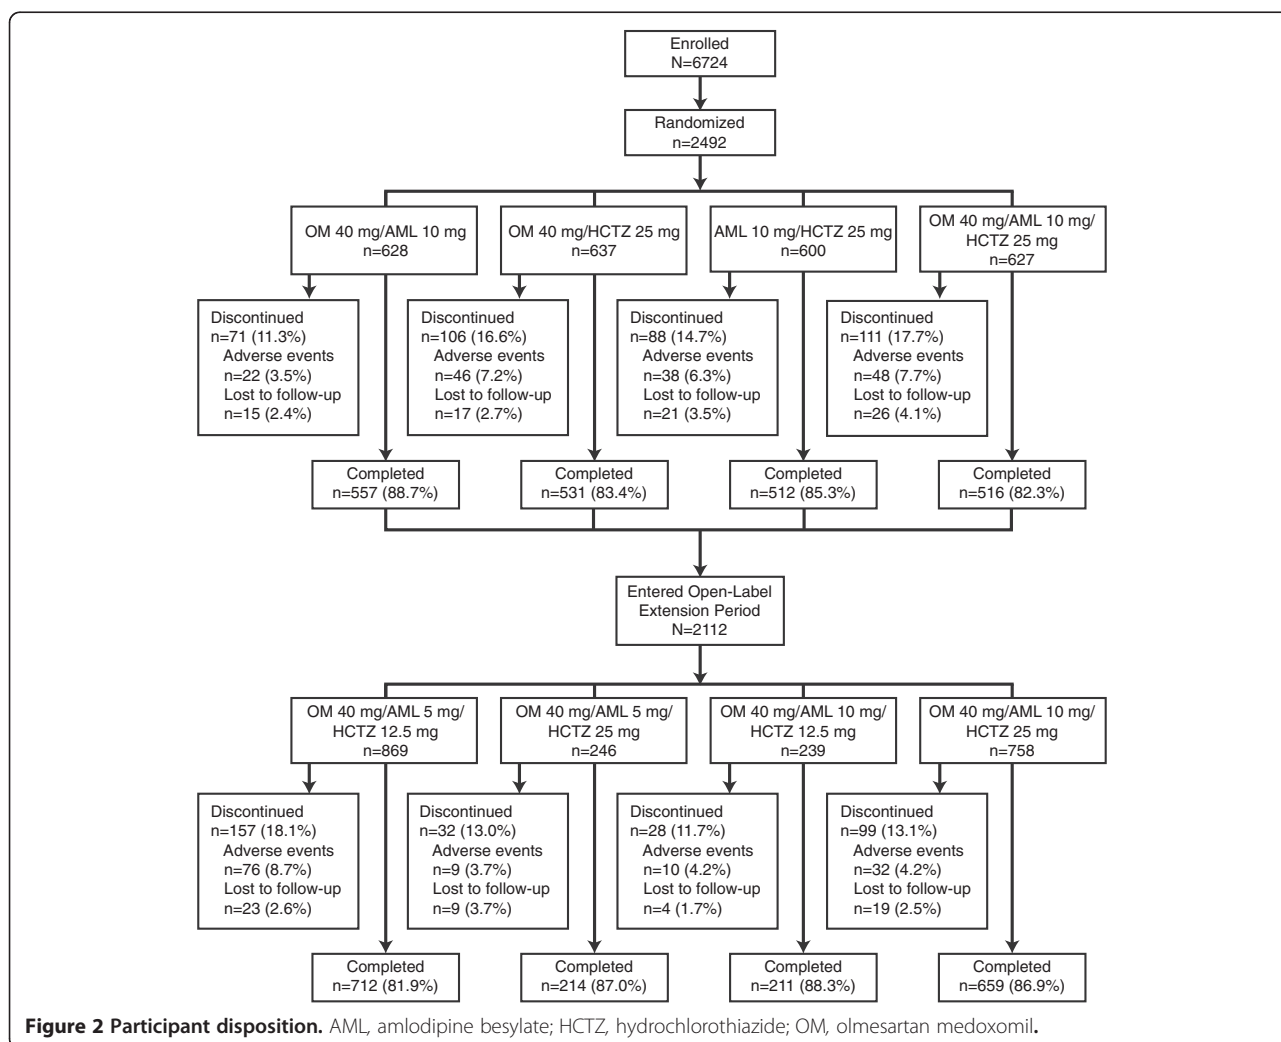 Enrolled
N=6724
Randomized
n=2492
OM 40 mg/AML 10 mg
n=628
OM 40 mg/HCTZ 25 mg
n=637
AML 10 mg/HCTZ 25 mg
n=600
OM 40 mg/AML 10 mg/
HCTZ 25 mg
n=627
Discontinued
n=71 (11.3%)
Adverse events
n=22 (3.5%)
Lost to follow-up
n=15 (2.4%)
Discontinued
n=106 (16.6%)
Adverse events
n=46 (7.2%)
Lost to follow-up
n=17 (2.7%)
Discontinued
n=88 (14.7%)
Adverse events
n=38 (6.3%)
Lost to follow-up
n=21 (3.5%)
Discontinued
n=111 (17.7%)
Adverse events
n=48 (7.7%)
Lost to follow-up
n=26 (4.1%)
Completed
n=557 (88.7%)
Completed
n=531 (83.4%)
Completed
n=512 (85.3%)
Completed
n=516 (82.3%)
Entered Open-Label
Extension Period
N=2112
OM 40 mg/AML 5 mg/
HCTZ 12.5 mg
n=869
OM 40 mg/AML 5 mg/
HCTZ 25 mg
n=246
OM 40 mg/AML 10 mg/
HCTZ 12.5 mg
n=239
OM 40 mg/AML 10 mg/
HCTZ 25 mg
n=758
Discontinued
n=157 (18.1%)
Adverse events
n=76 (8.7%)
Lost to follow-up
n=23 (2.6%)
Discontinued
n=32 (13.0%)
Adverse events
n=9 (3.7%)
Lost to follow-up
n=9 (3.7%)
Discontinued
n=28 (11.7%)
Adverse events
n=10 (4.2%)
Lost to follow-up
n=4 (1.7%)
Discontinued
n=99 (13.1%)
Adverse events
n=32 (4.2%)
Lost to follow-up
n=19 (2.5%)
Completed
n=712 (81.9%)
Completed
n=214 (87.0%)
Completed
n=211 (88.3%)
Completed
n=659 (86.9%)
Figure 2 Participant disposition. AML, amlodipine besylate; HCTZ, hydrochlorothiazide; OM, olmesartan medoxomil.